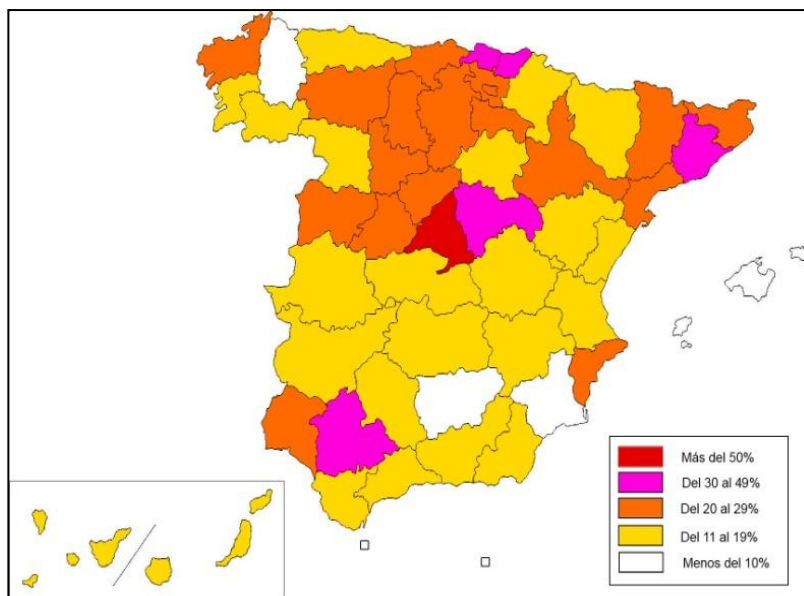 Más del 50%
Del 30 al 49%
Del 20 al 29%
Del 11 al 19%
Menos del 10%